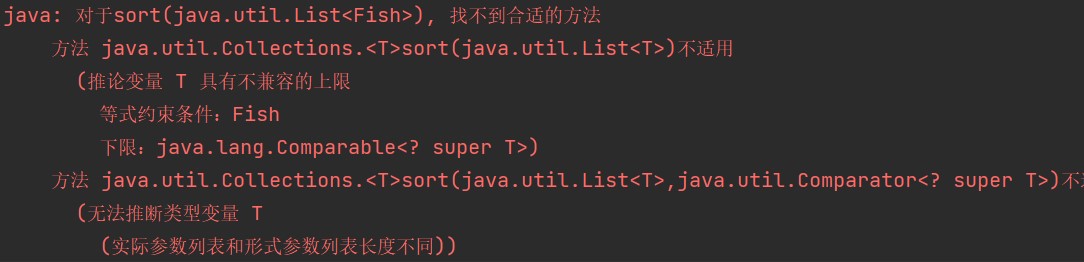 java: 对于sort(java.util.List<Fish>), 找不到合适的方法
方法 java.util.Collections.<T>sort(java.util.List<T>)不适用
(推论变量 T 具有不兼容的上限
等式约束条件: Fish
下限: java.lang.Comparable<? super T>)
方法 java.util.Collections.<T>sort(java.util.List<T>,java.util.Comparator<? super T>)不
(无法推断类型变量 T
(实际参数列表和形式参数列表长度不同))